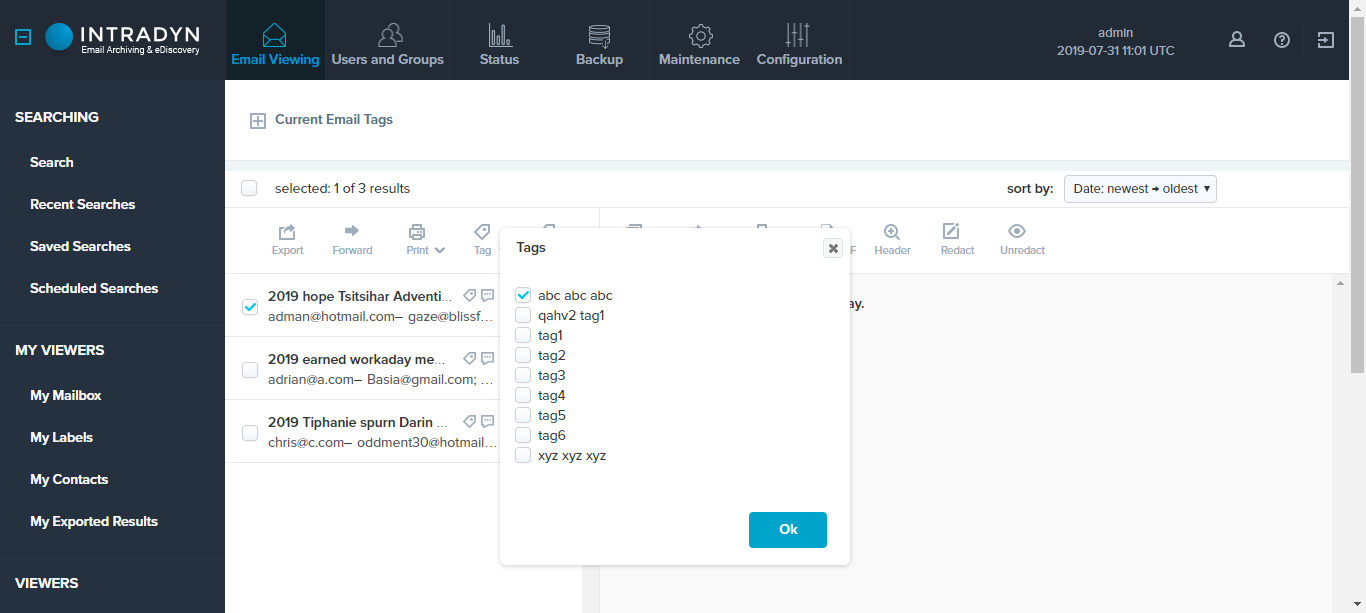 INTRADYN
Email Archiving & eDiscovery
Email Viewing
Users and Groups
Status
Backup
Maintenance
Configuration
admin
2019-07-31 11:01 UTC
SEARCHING
Search
Recent Searches
Saved Searches
Scheduled Searches
MY VIEWERS
My Mailbox
My Labels
My Contacts
My Exported Results
VIEWERS
Current Email Tags
selected: 1 of 3 results
sort by:
Date: newest → oldest
Export
Forward
Print
Tag
F
Header
Redact
Unredact
2019 hope Tsitsihar Adventi...
adman@hotmail.com– gaze@blissf...
2019 earned workaday me...
adrian@a.com– Basia@gmail.com; ...
2019 Tiphanie spurn Darin ...
chris@c.com– oddment30@hotmail...
ay.
Tags
abc abc abc
qahv2 tag1
tag1
tag2
tag3
tag4
tag5
tag6
xyz xyz xyz
Ok